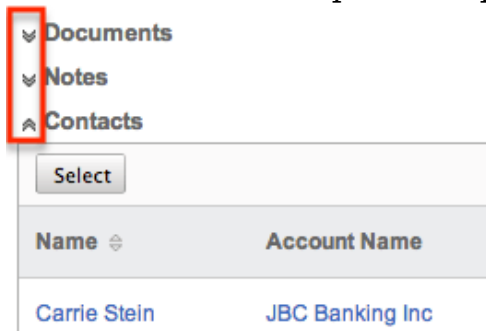 Documents
Notes
Contacts
Select
Name Account Name
Carrie Stein JBC Banking Inc